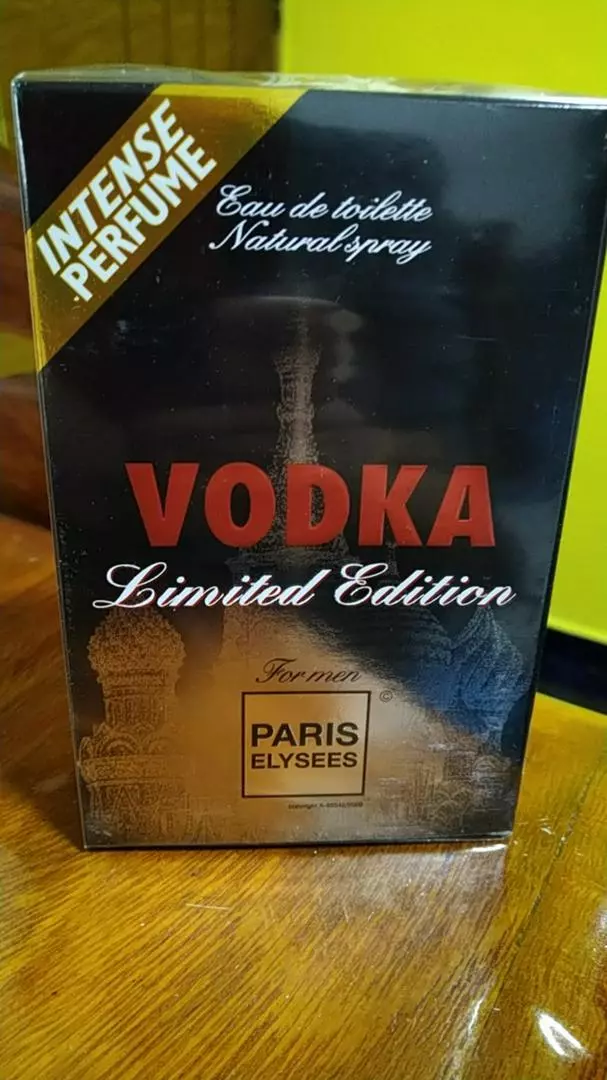 INTENSE
PERFUME
Eau de toilette
Natural spray
VODKA
Limited Edition
For men
©
PARIS
ELYSEES